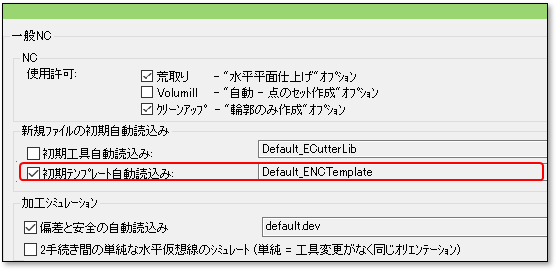 一般NC
NC
使用許可: 荒取り - "水平平面仕上げ"オプション
Volumill - "自動 - 点のセット作成"オプション
クリーンアップ - "輪郭のみ作成"オプション
新規ファイルの初期自動読込み
初期工具自動読込み: Default_ECutterLib
初期テンプレート自動読込み: Default_ENCTemplate
加工シミュレーション
偏差と安全の自動読込み default.dev
2手続き間の単純な水平仮想線のシミュレート (単純 = 工具変更がなく同じオリエンテーション)